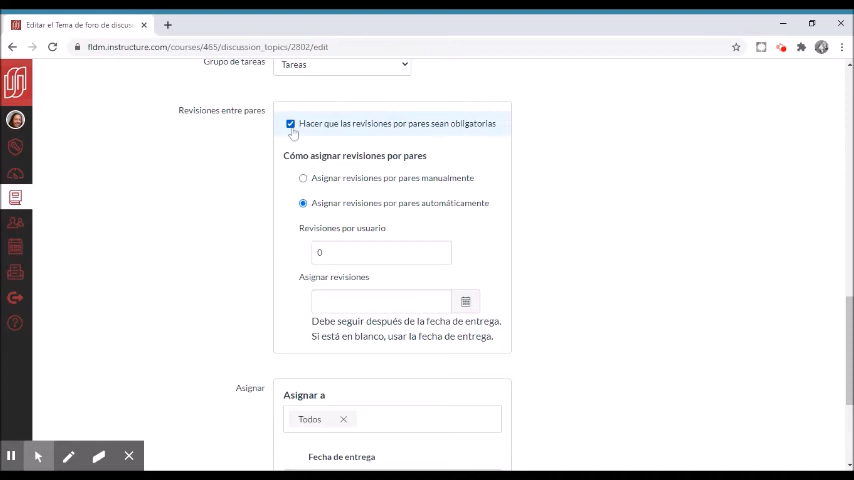 Editar el Tema de foro de discus
fldm.instructure.com/courses/465/discussion_topics/2802/edit
Grupo de tareas
Tareas
Revisiones entre pares
Hacer que las revisiones por pares sean obligatorias
Cómo asignar revisiones por pares
Asignar revisiones por pares manualmente
Asignar revisiones por pares automáticamente
Revisiones por usuario
0
Asignar revisiones
Debe seguir después de la fecha de entrega.
Si está en blanco, usar la fecha de entrega.
Asignar
Asignar a
Todos
Fecha de entrega